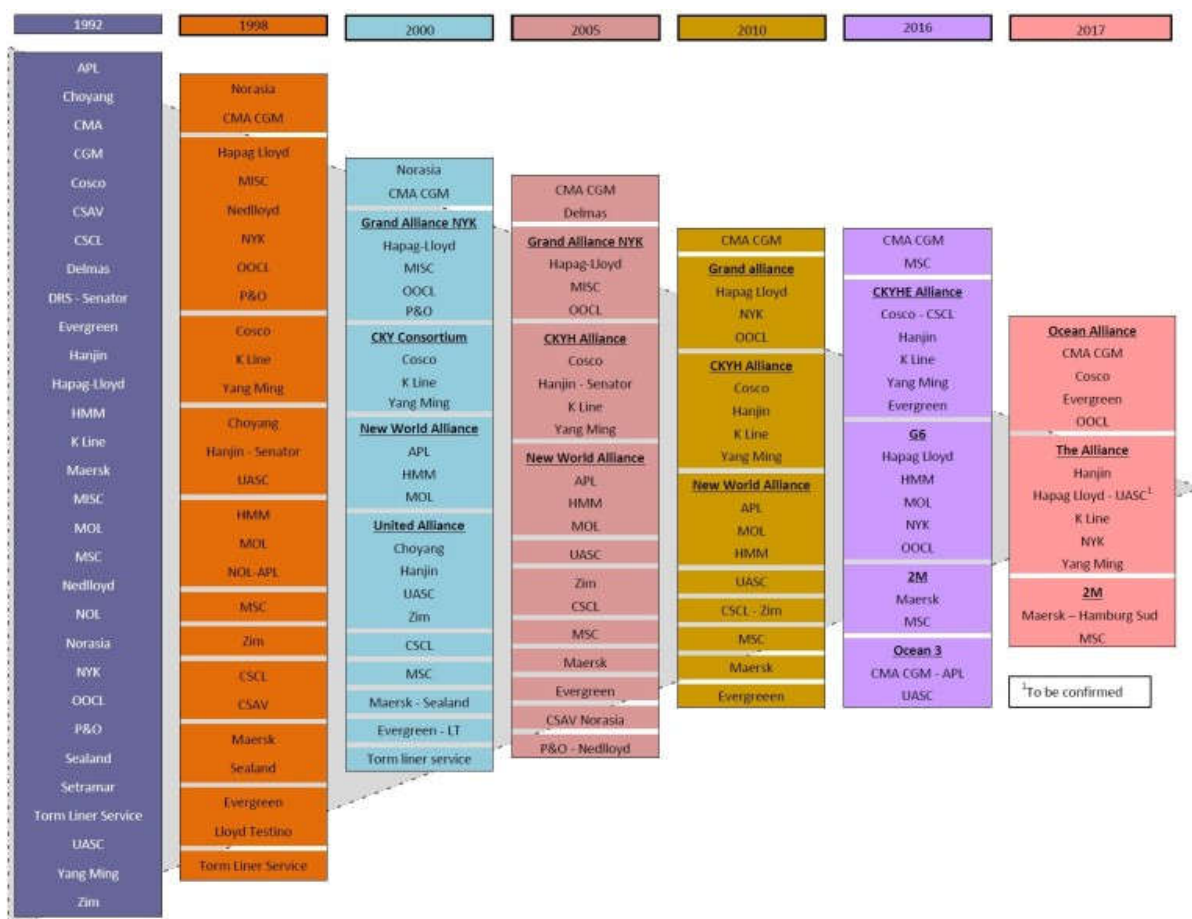 1992
APL
Choyang
CMA
CGM
Cosco
CSAV
CSCL
Delmas
DRS - Senator
Evergreen
Hanjin
Hapag-Lloyd
HMM
K Line
Maersk
MISC
MOL
MSC
Nedlloyd
NOL
Norasia
NYK
OOCL
P&O
Sealand
Setramar
Torm Liner Service
UASC
Yang Ming
Zim
1998
Norasia
CMA CGM
Hapag Lloyd
MISC
Nedlloyd
NYK
OOCL
P&O
Cosco
K Line
Yang Ming
Choyang
Hanjin - Senator
UASC
HMM
MOL
NOL-APL
MSC
Zim
CSCL
CSAV
Maersk
Sealand
Evergreen
Lloyd Testino
Torm Liner Service
2000
Norasia
CMA CGM
Grand Alliance NYK
Hapag-Lloyd
MISC
OOCL
P&O
CKY Consortium
Cosco
K Line
Yang Ming
New World Alliance
APL
HMM
MOL
United Alliance
Choyang
Hanjin
UASC
Zim
CSCL
MSC
Maersk - Sealand
Evergreen - LT
Torm liner service
2005
CMA CGM
Delmas
Grand Alliance NYK
Hapag-Lloyd
MISC
OOCL
CKYH Alliance
Cosco
Hanjin - Senator
K Line
Yang Ming
New World Alliance
APL
HMM
MOL
UASC
Zim
CSCL
MSC
Maersk
Evergreen
CSAV Norasia
P&O - Nedlloyd
2010
CMA CGM
Grand alliance
Hapag Lloyd
NYK
OOCL
CKYH Alliance
Cosco
Hanjin
K Line
Yang Ming
New World Alliance
APL
MOL
HMM
UASC
CSCL - Zim
MSC
Maersk
Evergreeen
2016
CMA CGM
MSC
CKYHE Alliance
Cosco - CSCL
Hanjin
K Line
Yang Ming
Evergreen
G6
Hapag Lloyd
HMM
MOL
NYK
OOCL
2M
Maersk
MSC
Ocean 3
CMA CGM - APL
UASC
2017
Ocean Alliance
CMA CGM
Cosco
Evergreen
OOCL
The Alliance
Hanjin
Hapag Lloyd - UASC¹
K Line
NYK
Yang Ming
2M
Maersk – Hamburg Sud
MSC
¹To be confirmed